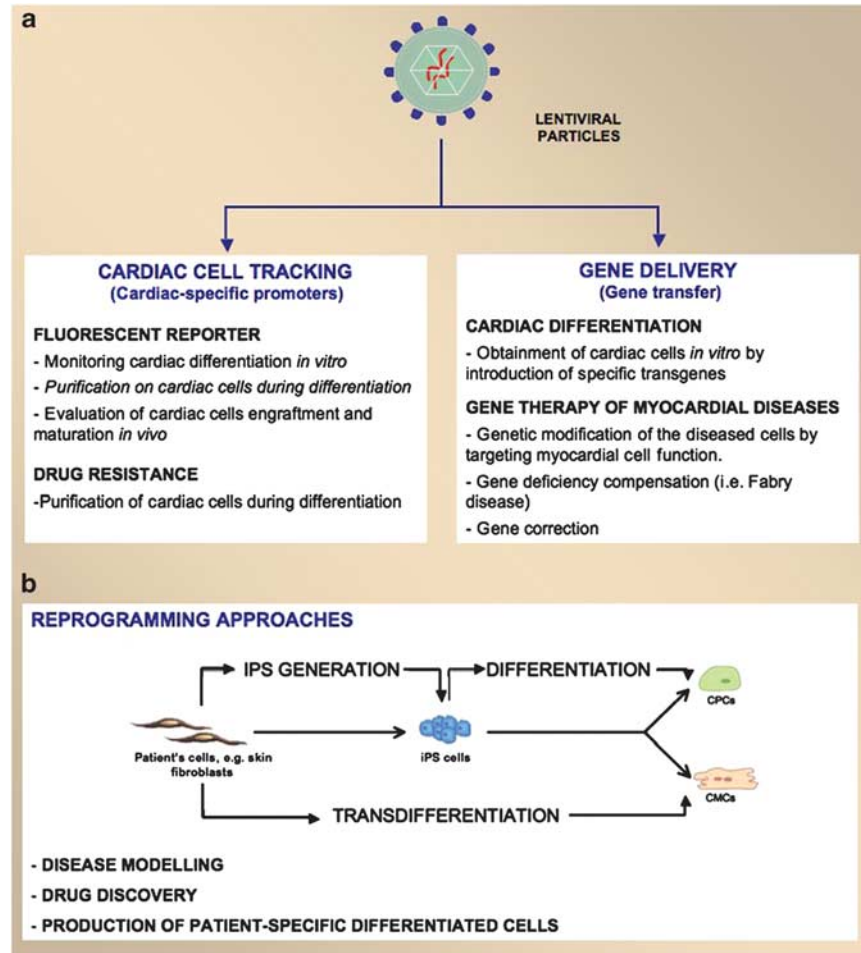 a
LENTIVIRAL
PARTICLES
CARDIAC CELL TRACKING
(Cardiac-specific promoters)
FLUORESCENT REPORTER
- Monitoring cardiac differentiation in vitro
- Purification on cardiac cells during differentiation
- Evaluation of cardiac cells engraftment and
maturation in vivo
DRUG RESISTANCE
-Purification of cardiac cells during differentiation
GENE DELIVERY
(Gene transfer)
CARDIAC DIFFERENTIATION
- Obtainment of cardiac cells in vitro by
introduction of specific transgenes
GENE THERAPY OF MYOCARDIAL DISEASES
- Genetic modification of the diseased cells by
targeting myocardial cell function.
- Gene deficiency compensation (i.e. Fabry
disease)
- Gene correction
b
REPROGRAMMING APPROACHES
IPS GENERATION
DIFFERENTIATION
CPCs
Patient's cells, e.g. skin
fibroblasts
iPS cells
CMCs
TRANSDIFFERENTIATION
- DISEASE MODELLING
- DRUG DISCOVERY
- PRODUCTION OF PATIENT-SPECIFIC DIFFERENTIATED CELLS